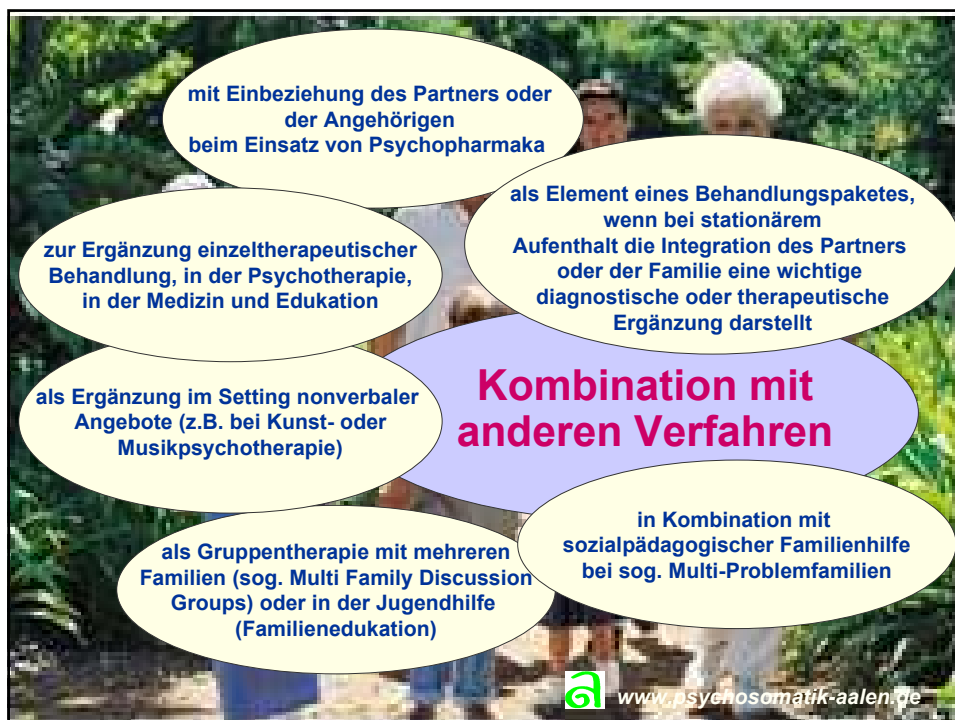 mit Einbeziehung des Partners oder
der Angehörigen
beim Einsatz von Psychopharmaka
als Element eines Behandlungspaketes,
wenn bei stationärem
Aufenthalt die Integration des Partners
oder der Familie eine wichtige
diagnostische oder therapeutische
Ergänzung darstellt
zur Ergänzung einzeltherapeutischer
Behandlung, in der Psychotherapie,
in der Medizin und Edukation
Kombination mit
anderen Verfahren
als Ergänzung im Setting nonverbaler
Angebote (z.B. bei Kunst- oder
Musikpsychotherapie)
in Kombination mit
sozialpädagogischer Familienhilfe
bei sog. Multi-Problemfamilien
als Gruppentherapie mit mehreren
Familien (sog. Multi Family Discussion
Groups) oder in der Jugendhilfe
(Familienedukation)
a www.psychosomatik-aalen.de